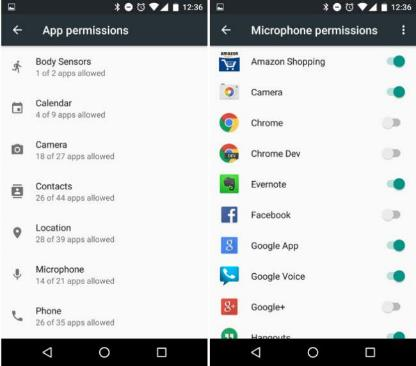 12:36
App permissions
Body Sensors
1 of 2 apps allowed
Calendar
4 of 9 apps allowed
Camera
18 of 27 apps allowed
Contacts
26 of 44 apps allowed
Location
28 of 39 apps allowed
Microphone
14 of 21 apps allowed
Phone
26 of 35 apps allowed
12:36
Microphone permissions
amazon
Amazon Shopping
Camera
Chrome
DEV
Chrome Dev
Evernote
f
Facebook
8
Google App
Google Voice
8+
Google+
Hangouts